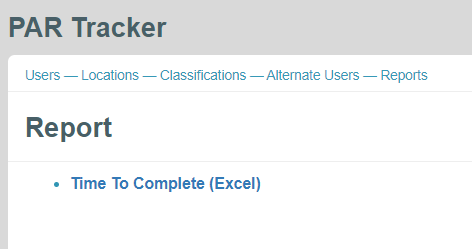 PAR Tracker
Users — Locations — Classifications — Alternate Users — Reports
Report
Time To Complete (Excel)